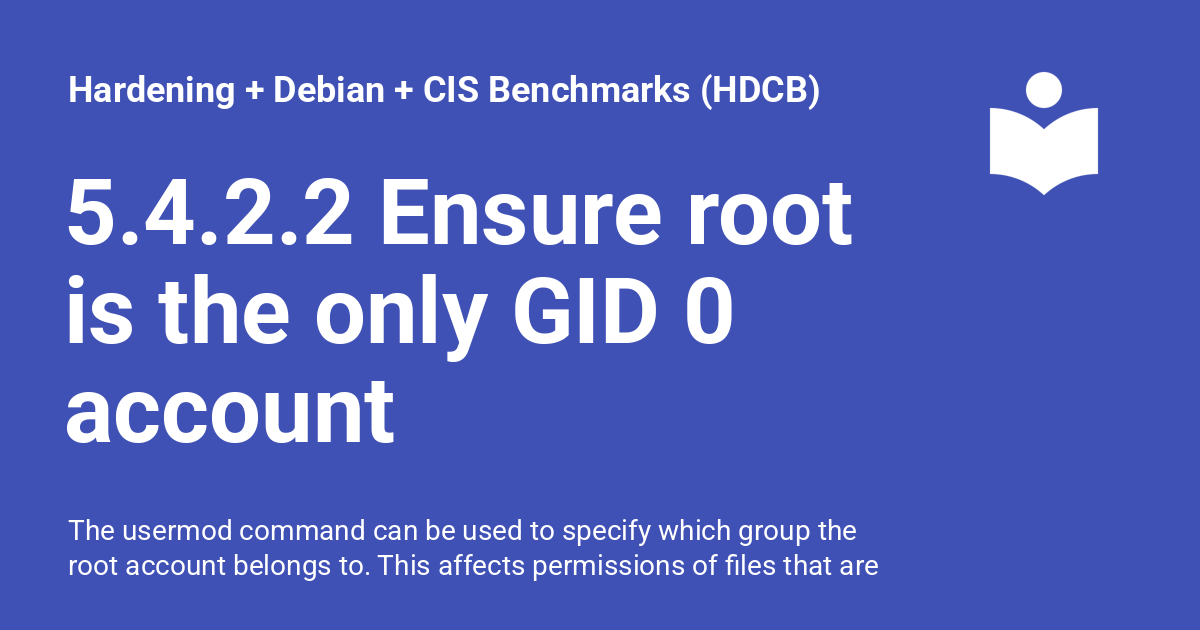 Hardening + Debian + CIS Benchmarks (HDCB)
5.4.2.2 Ensure root
is the only GID 0
account
The usermod command can be used to specify which group the
root account belongs to. This affects permissions of files that are